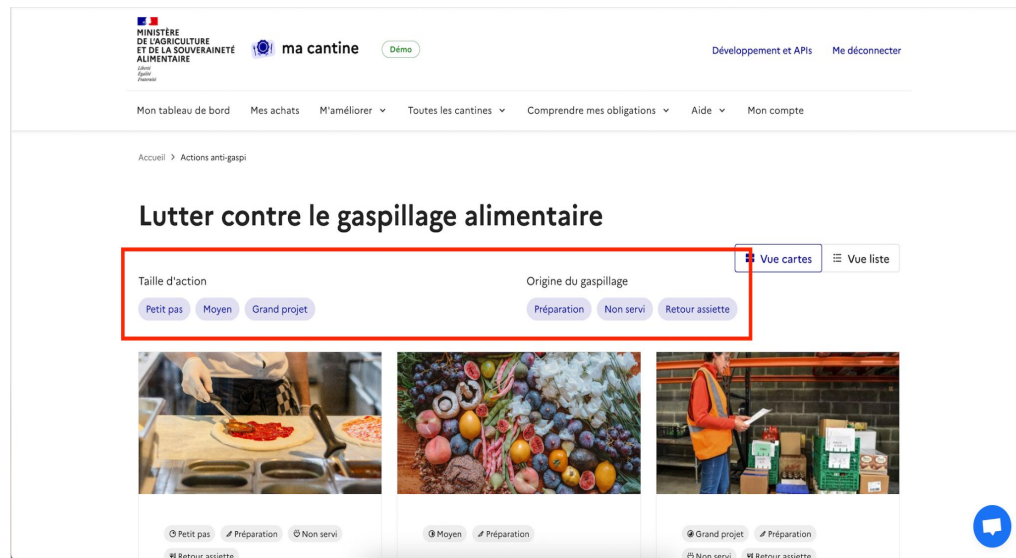 MINISTÈRE
DE L'AGRICULTURE
ET DE LA SOUVERAINETÉ
ALIMENTAIRE
Liberté
Égalité
Fraternité
ma cantine
Démo
Développement et APIs
Me déconnecter
Mon tableau de bord
Mes achats
M'améliorer
Toutes les cantines
Comprendre mes obligations
Aide
Mon compte
Accueil > Actions anti-gaspi
Lutter contre le gaspillage alimentaire
Vue cartes
Vue liste
Taille d'action
Origine du gaspillage
Petit pas
Moyen
Grand projet
Préparation
Non servi
Retour assiette
Petit pas
Préparation
Non servi
Retour assiette
Moyen
Préparation
Grand projet
Préparation
Non servi
Retour assiette